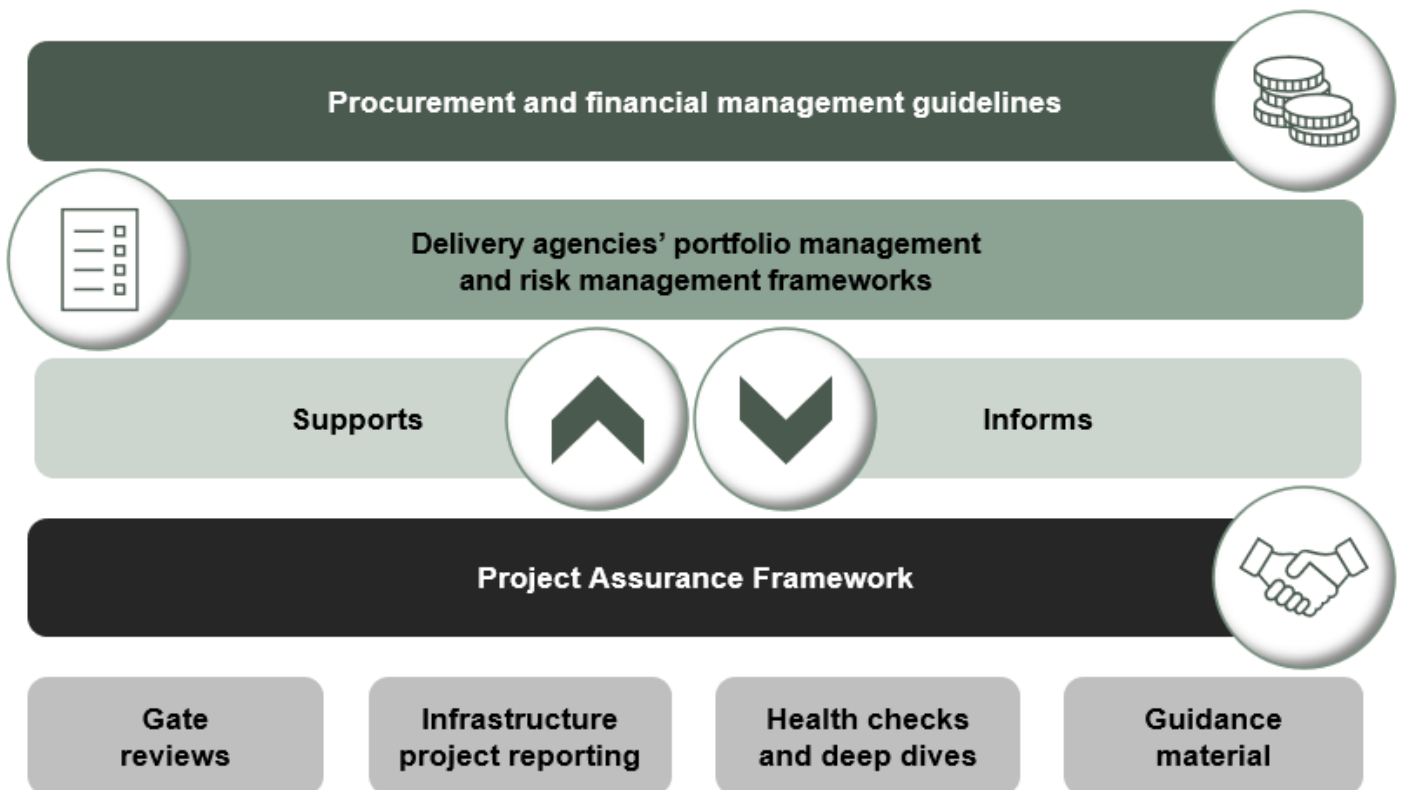 Procurement and financial management guidelines
Delivery agencies’ portfolio management
and risk management frameworks
Supports
Informs
Project Assurance Framework
Gate
reviews
Infrastructure
project reporting
Health checks
and deep dives
Guidance
material